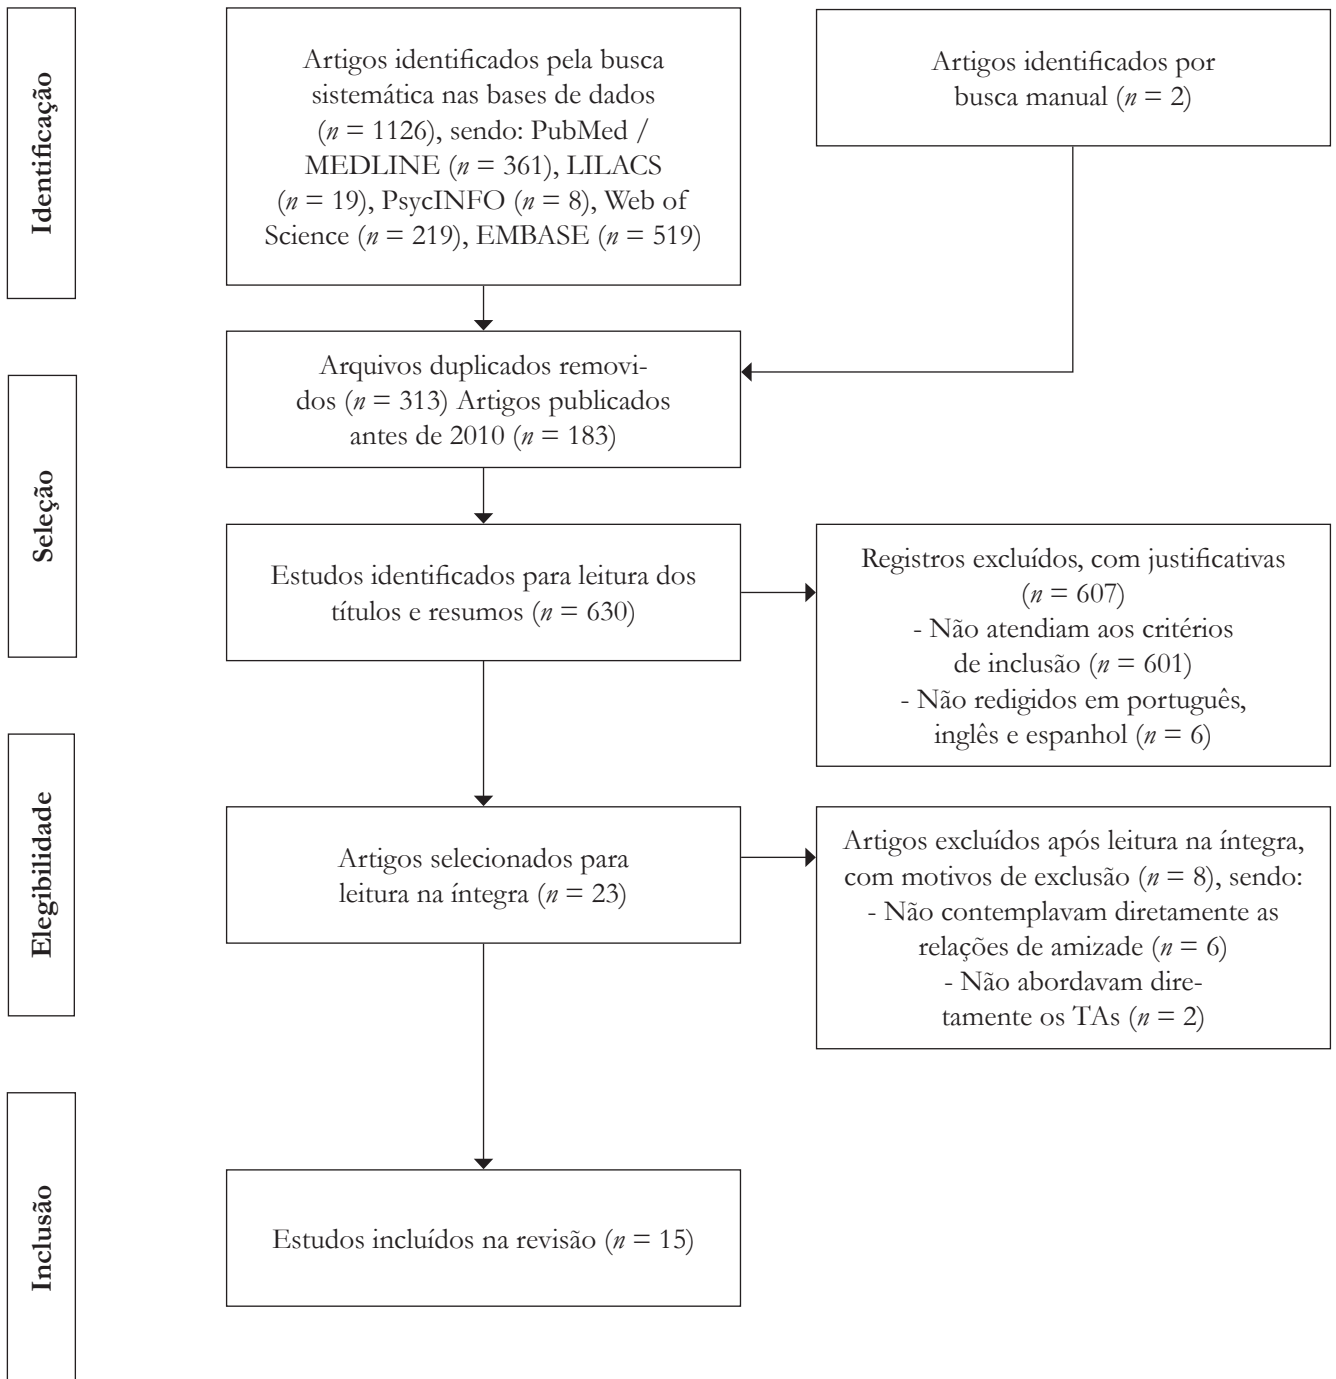 Identificação
Artigos identificados pela busca
sistemática nas bases de dados
(n = 1126), sendo: PubMed /
MEDLINE (n = 361), LILACS
(n = 19), PsycINFO (n = 8), Web of
Science (n = 219), EMBASE (n = 519)
Artigos identificados por
busca manual (n = 2)
Seleção
Arquivos duplicados removi-
dos (n = 313) Artigos publicados
antes de 2010 (n = 183)
Estudos identificados para leitura dos
títulos e resumos (n = 630)
Registros excluídos, com justificativas
(n = 607)
- Não atendiam aos critérios
de inclusão (n = 601)
- Não redigidos em português,
inglês e espanhol (n = 6)
Elegibilidade
Artigos selecionados para
leitura na íntegra (n = 23)
Artigos excluídos após leitura na íntegra,
com motivos de exclusão (n = 8), sendo:
- Não contemplavam diretamente as
relações de amizade (n = 6)
- Não abordavam dire-
tamente os TAs (n = 2)
Inclusão
Estudos incluídos na revisão (n = 15)